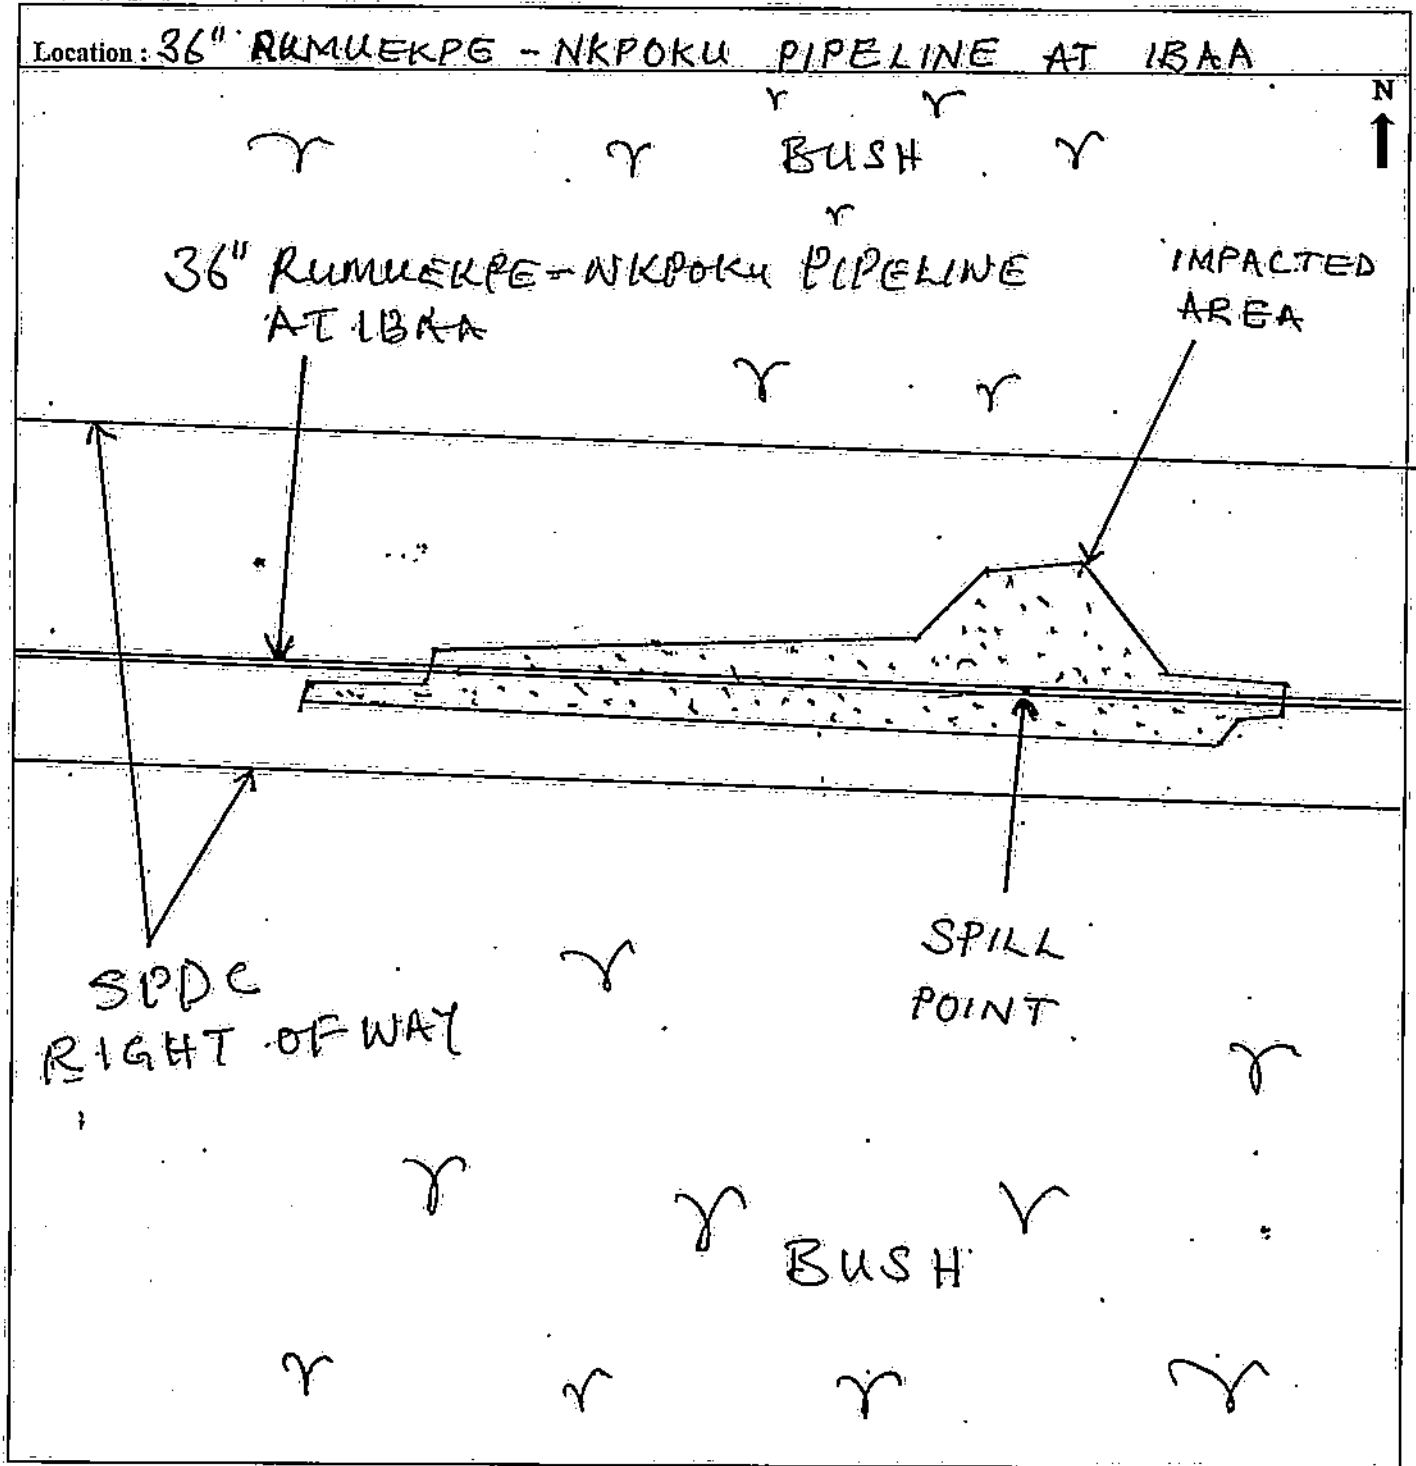 Location : 36" RUMUEKPE - NKPOKU PIPELINE AT IBAA
N
BUSH
36" RUMUEKPE - NKPOKU PIPELINE
AT IBAA
IMPACTED
AREA
SPDC
RIGHT OF WAY
SPILL
POINT
BUSH